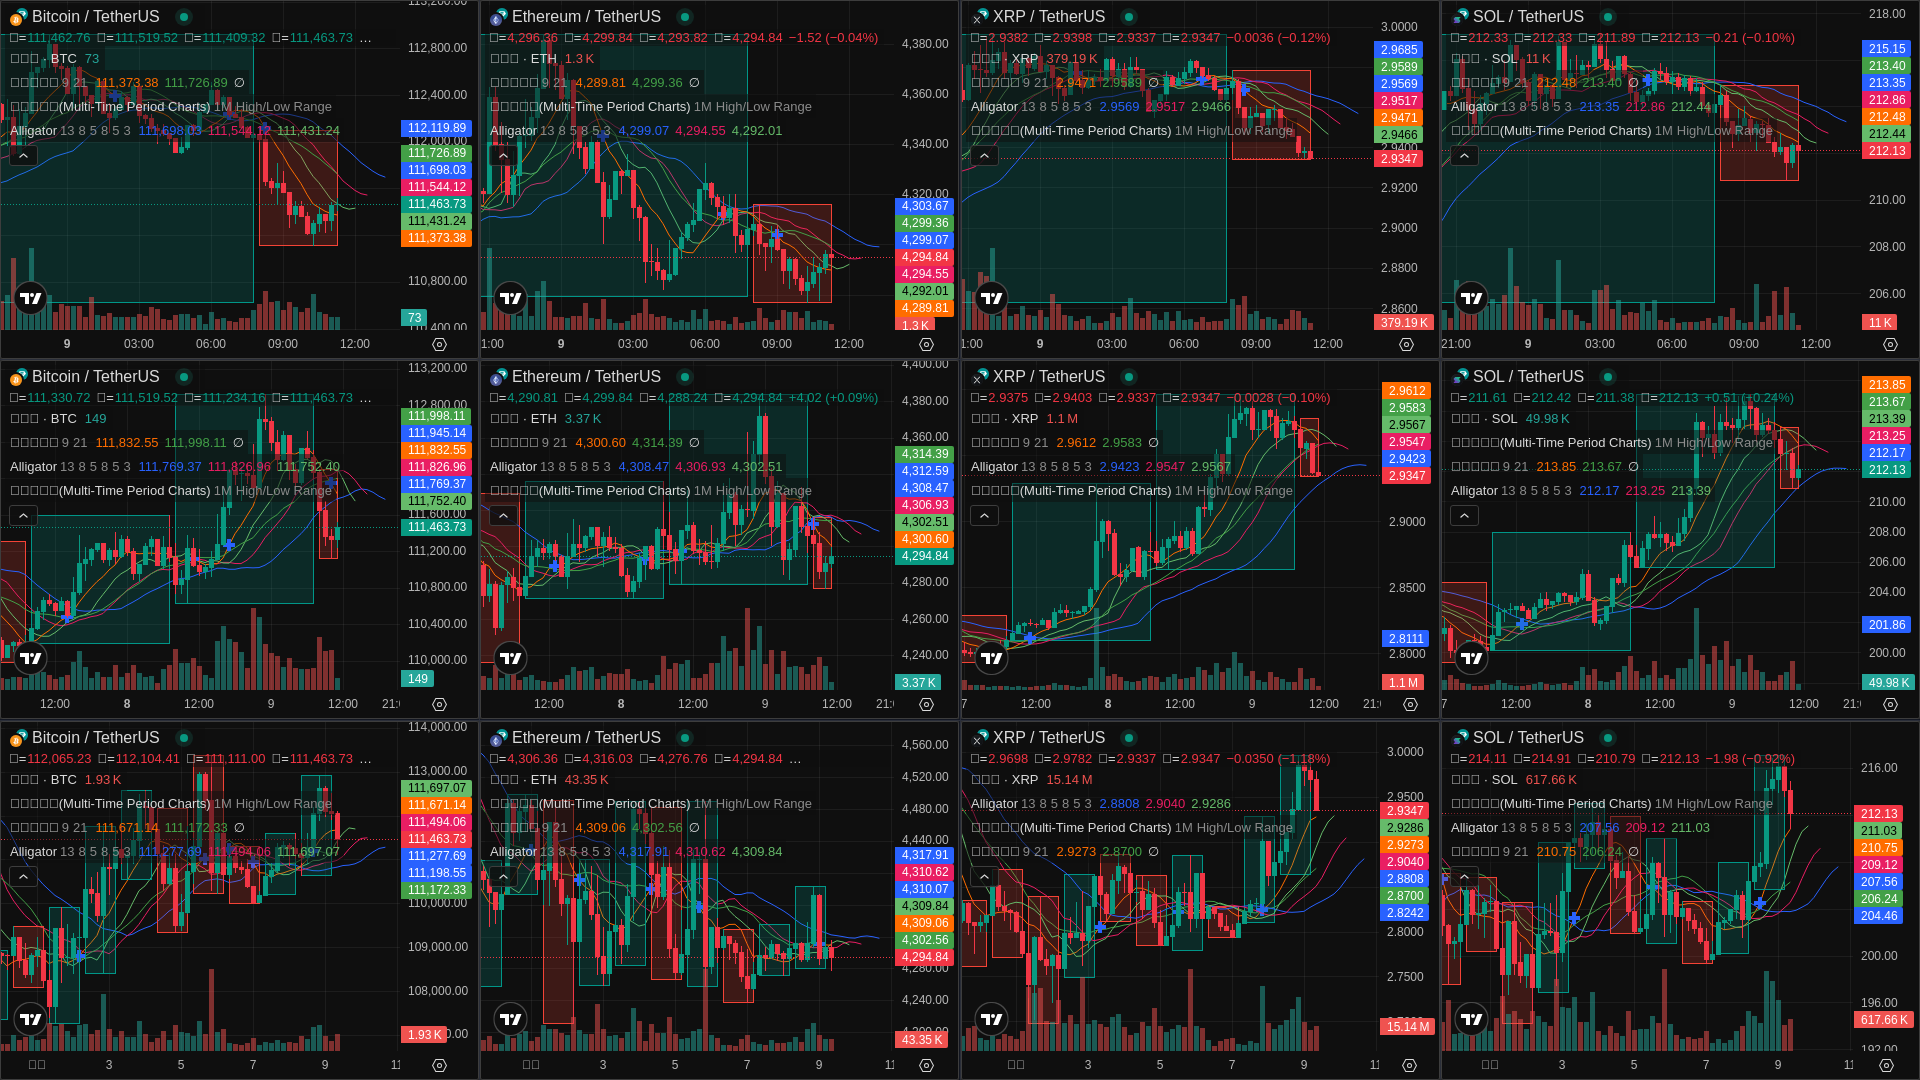 Bitcoin / TetherUS
=111,462.76 =111,519.52 =111,409.32 =111,463.73 ...
· BTC 73
9 21 111,373.38 111,726.89 ∅
(Multi-Time Period Charts) 1M High/Low Range
Alligator 13 8 5 8 5 3 111,698.03 111,544.12 111,431.24
113,200.00
112,800.00
112,400.00
112,119.89
112,000.00
111,726.89
111,698.03
111,544.12
111,463.73
111,431.24
111,373.38
110,800.00
73
9 03:00 06:00 09:00 12:00
Ethereum / TetherUS
=4,296.36 =4,299.84 =4,293.82 =4,294.84 −1.52 (−0.04%)
· ETH 1.3 K
9 21 4,289.81 4,299.36 ∅
(Multi-Time Period Charts) 1M High/Low Range
Alligator 13 8 5 8 5 3 4,299.07 4,294.55 4,292.01
4,380.00
4,360.00
4,340.00
4,320.00
4,303.67
4,299.36
4,299.07
4,294.84
4,294.55
4,292.01
4,289.81
1.3 K
9 03:00 06:00 09:00 12:00
XRP / TetherUS
=2.9382 =2.9398 =2.9337 =2.9347 −0.0036 (−0.12%)
· XRP 379.19 K
9 21 2.9471 2.9589 ∅
Alligator 13 8 5 8 5 3 2.9569 2.9517 2.9466
(Multi-Time Period Charts) 1M High/Low Range
3.0000
2.9685
2.9589
2.9569
2.9517
2.9471
2.9466
2.9400
2.9347
2.9200
2.9000
2.8800
2.8600
379.19 K
9 03:00 06:00 09:00 12:00
SOL / TetherUS
=212.33 =212.33 =211.89 =212.13 −0.21 (−0.10%)
· SOL 11 K
9 21 212.48 213.40 ∅
Alligator 13 8 5 8 5 3 213.35 212.86 212.44
(Multi-Time Period Charts) 1M High/Low Range
218.00
215.15
213.40
213.35
212.86
212.48
212.44
212.13
210.00
208.00
206.00
11 K
21:00 9 03:00 06:00 09:00 12:00
Bitcoin / TetherUS
=111,330.72 =111,519.52 =111,234.16 =111,463.73 ...
· BTC 149
9 21 111,832.55 111,998.11 ∅
Alligator 13 8 5 8 5 3 111,769.37 111,826.96 111,752.40
(Multi-Time Period Charts) 1M High/Low Range
113,200.00
112,800.00
111,998.11
111,945.14
111,832.55
111,826.96
111,769.37
111,752.40
111,600.00
111,463.73
111,200.00
110,800.00
110,400.00
110,000.00
149
12:00 8 12:00 9 12:00
Ethereum / TetherUS
=4,290.81 =4,299.84 =4,288.24 =4,294.84 +4.02 (+0.09%)
· ETH 3.37 K
9 21 4,300.60 4,314.39 ∅
Alligator 13 8 5 8 5 3 4,308.47 4,306.93 4,302.51
(Multi-Time Period Charts) 1M High/Low Range
4,400.00
4,380.00
4,360.00
4,314.39
4,312.59
4,308.47
4,306.93
4,302.51
4,300.60
4,294.84
4,280.00
4,260.00
4,240.00
3.37 K
12:00 8 12:00 9 12:00
XRP / TetherUS
=2.9375 =2.9403 =2.9337 =2.9347 −0.0028 (−0.10%)
· XRP 1.1 M
9 21 2.9612 2.9583 ∅
Alligator 13 8 5 8 5 3 2.9423 2.9547 2.9567
(Multi-Time Period Charts) 1M High/Low Range
2.9612
2.9583
2.9567
2.9547
2.9423
2.9347
2.9000
2.8500
2.8111
2.8000
1.1 M
12:00 8 12:00 9 12:00
SOL / TetherUS
=211.61 =212.42 =211.38 =212.13 +0.51 (+0.24%)
· SOL 49.98 K
(Multi-Time Period Charts) 1M High/Low Range
9 21 213.85 213.67 ∅
Alligator 13 8 5 8 5 3 212.17 213.25 213.39
213.85
213.67
213.39
213.25
212.17
212.13
210.00
208.00
206.00
204.00
201.86
200.00
49.98 K
12:00 8 12:00 9 12:00
Bitcoin / TetherUS
=112,065.23 =112,104.41 =111,111.00 =111,463.73 ...
· BTC 1.93 K
(Multi-Time Period Charts) 1M High/Low Range
9 21 111,671.14 111,172.33 ∅
Alligator 13 8 5 8 5 3 111,277.69 111,494.06 111,697.07
114,000.00
113,000.00
111,697.07
111,671.14
111,494.06
111,463.73
111,277.69
111,198.55
111,172.33
110,000.00
109,000.00
108,000.00
1.93 K
3 5 7 9
Ethereum / TetherUS
=4,306.36 =4,316.03 =4,276.76 =4,294.84 ...
· ETH 43.35 K
(Multi-Time Period Charts) 1M High/Low Range
9 21 4,309.06 4,302.56 ∅
Alligator 13 8 5 8 5 3 4,317.91 4,310.62 4,309.84
4,560.00
4,520.00
4,480.00
4,440.00
4,317.91
4,310.62
4,310.07
4,309.84
4,309.06
4,302.56
4,294.84
4,280.00
4,240.00
4,200.00
43.35 K
3 5 7 9
XRP / TetherUS
=2.9698 =2.9782 =2.9337 =2.9347 −0.0350 (−1.18%)
· XRP 15.14 M
Alligator 13 8 5 8 5 3 2.8808 2.9040 2.9286
(Multi-Time Period Charts) 1M High/Low Range
9 21 2.9273 2.8700 ∅
3.0000
2.9500
2.9347
2.9286
2.9273
2.9040
2.8808
2.8700
2.8242
2.8000
2.7500
15.14 M
3 5 7 9
SOL / TetherUS
=214.11 =214.91 =210.79 =212.13 −1.98 (−0.92%)
· SOL 617.66 K
(Multi-Time Period Charts) 1M High/Low Range
Alligator 13 8 5 8 5 3 207.56 209.12 211.03
9 21 210.75 206.24 ∅
216.00
212.13
211.03
210.75
209.12
207.56
206.24
204.46
200.00
196.00
617.66 K
192.00
3 5 7 9